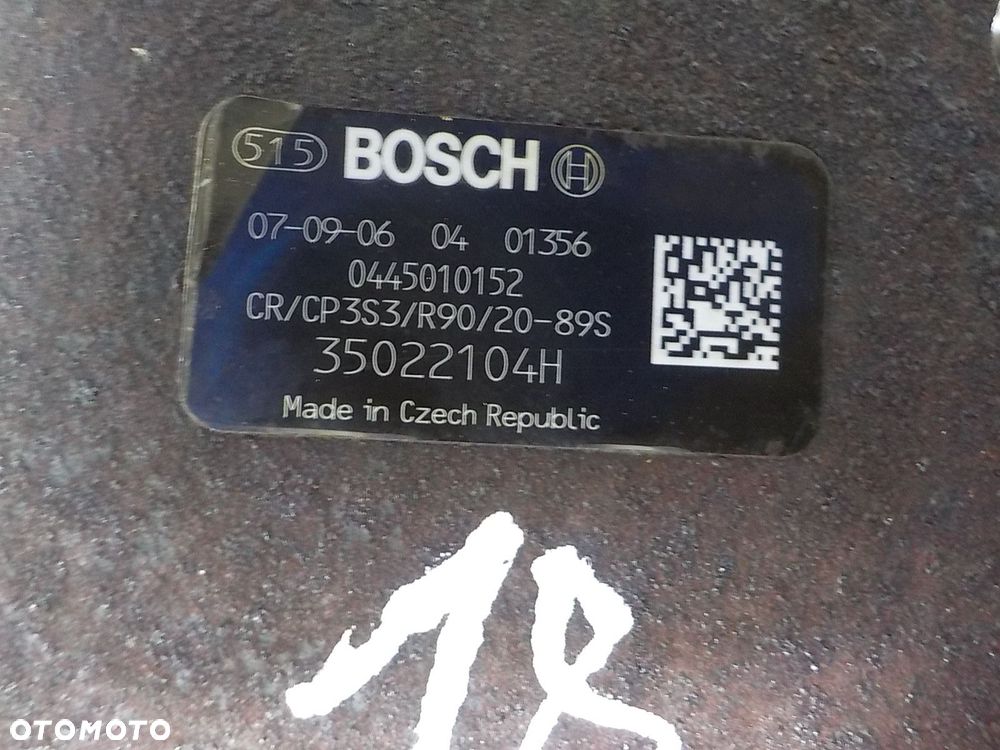 515 BOSCH
07-09-06 04 01356
0445010152
CR/CP3S3/R90/20-89S
35022104H
Made in Czech Republic
18
OTOMOTO